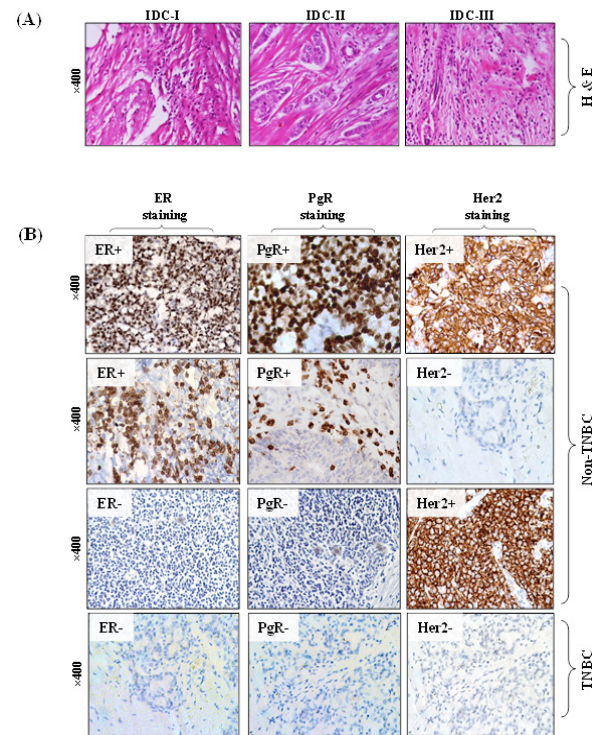 (A)
IDC-I IDC-II IDC-III
×400
H & E
(B)
ER staining PgR staining Her2 staining
×400
ER+ PgR+ Her2+
×400
ER+ PgR+ Her2-
×400
ER- PgR- Her2+
Non-TNBC
×400
ER- PgR- Her2-
TNBC